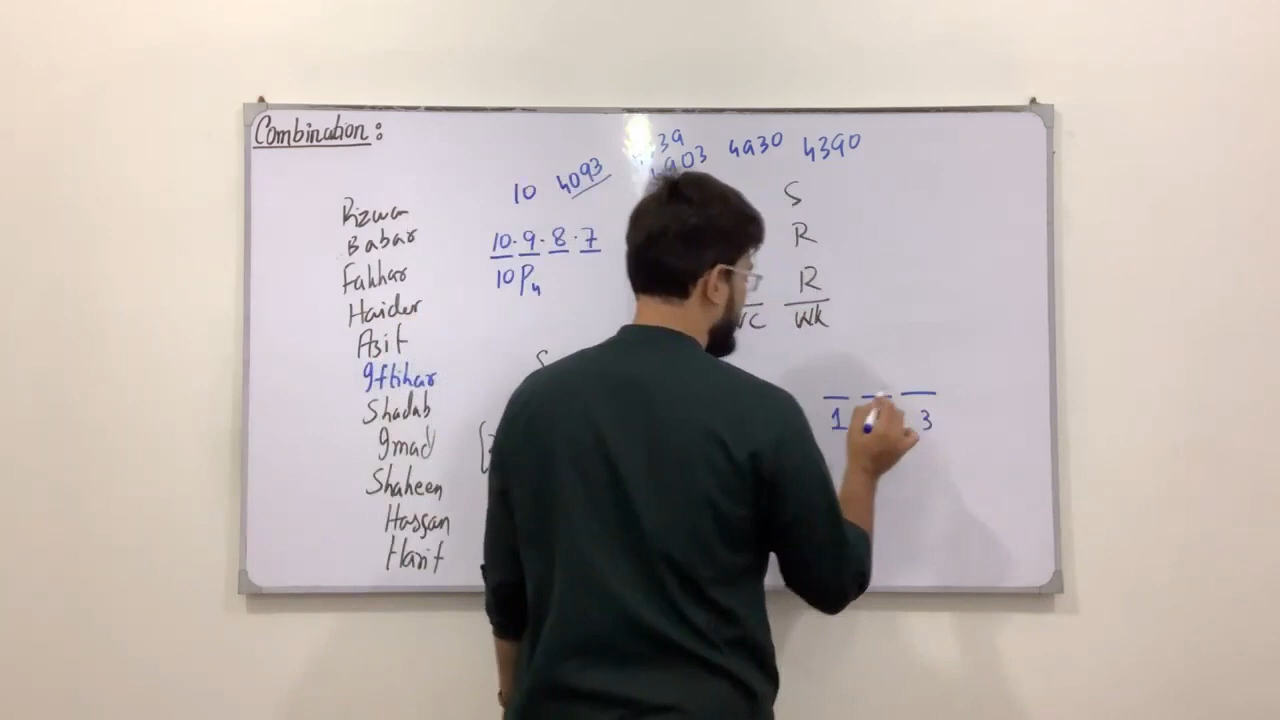 Combination:
Rizwan
Babar
Fakhar
Haider
Asif
Iftihar
Shadab
Imad
Shaheen
Hassan
Harif
10 4093 4903 4930 4390
10.9.8.7
10P4
S
R
R
VC WK
S
1 3